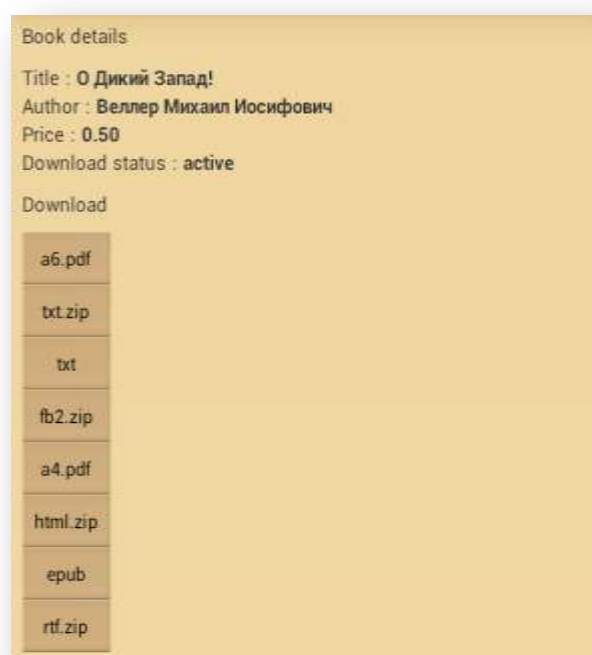 Book details
Title : О Дикий Запад!
Author : Веллер Михаил Иосифович
Price : 0.50
Download status : active
Download
a6.pdf
txt.zip
txt
fb2.zip
a4.pdf
html.zip
epub
rtf.zip